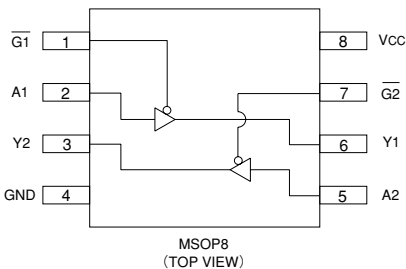 G1 1 8 VCC
A1 2 7 G2
Y2 3 6 Y1
GND 4 5 A2
MSOP8
(TOP VIEW)